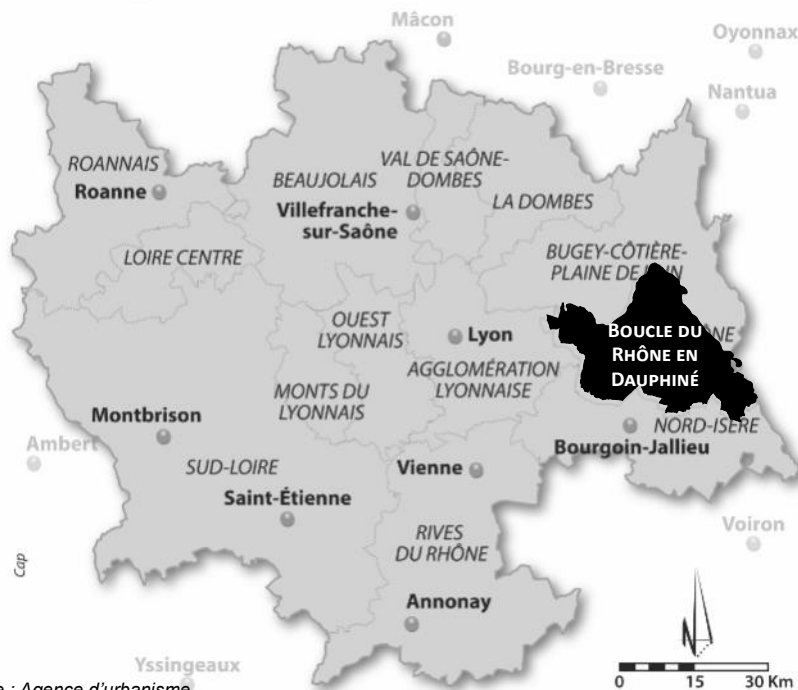 Mâcon
Oyonnax
Bourg-en-Bresse
Nantua
ROANNAIS
Roanne
BEAUJOLAIS
VAL DE SAÔNE-
DOMBES
Villefranche-
sur-Saône
LA DOMBES
LOIRE CENTRE
BUGEY-CÔTIÈRE-
PLAINE DE
OUEST
LYONNAIS
Lyon
BOUCLE DU
RHÔNE EN
DAUPHINÉ
AGGLOMÉRATION
LYONNAISE
MONTS DU
LYONNAIS
Montbrison
NORD-ISÈRE
Bourgoin-Jallieu
Ambert
SUD-LOIRE
Vienne
Saint-Étienne
Voiron
RIVES
DU RHÔNE
Cap
Annonay
N
Yssingeaux
0 15 30 Km
: Agence d'urbanisme